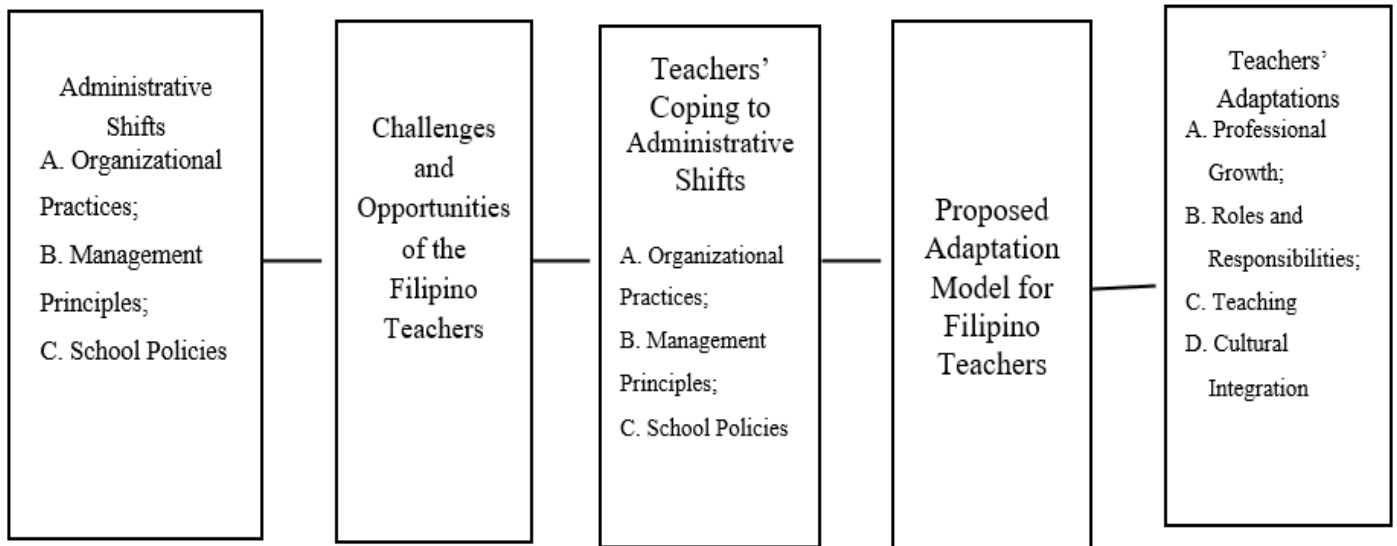 Administrative
Shifts
A. Organizational
Practices;
B. Management
Principles;
C. School Policies
Challenges
and
Opportunities
of the
Filipino
Teachers
Teachers’
Coping to
Administrative
Shifts
A. Organizational
Practices;
B. Management
Principles;
C. School Policies
Proposed
Adaptation
Model for
Filipino
Teachers
Teachers’
Adaptations
A. Professional
Growth;
B. Roles and
Responsibilities;
C. Teaching
D. Cultural
Integration